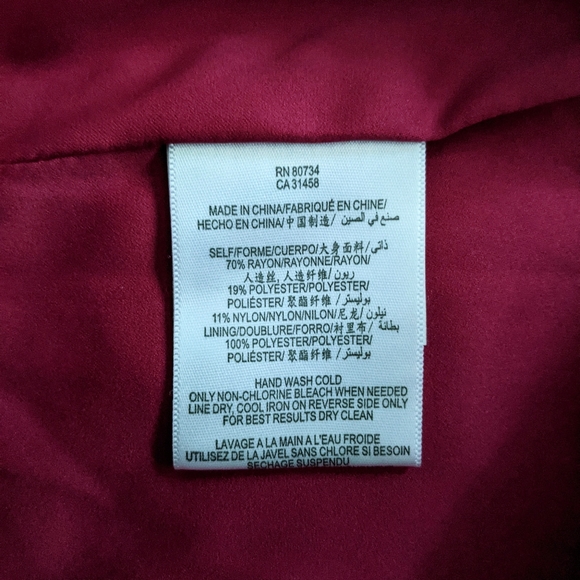 RN 80734
CA 31458
MADE IN CHINA/FABRIQUÉ EN CHINE/
HECHO EN CHINA/中国制造/ صنع في الصين
SELF/FORME/CUERPO/大身面料/ذاتى
70% RAYON/RAYONNE/RAYON/
人造丝, 人造纤维/ ريون/
19% POLYESTER/POLYESTER/
POLIÉSTER/ 聚酯纤维/ بوليستر/
11% NYLON/NYLON/NILON/尼龙/ نيلون/
LINING/DOUBLURE/FORRO/衬里布/ بطانة/
100% POLYESTER/POLYESTER/
POLIÉSTER/ 聚酯纤维/ بوليستر/
HAND WASH COLD
ONLY NON-CHLORINE BLEACH WHEN NEEDED
LINE DRY, COOL IRON ON REVERSE SIDE ONLY
FOR BEST RESULTS DRY CLEAN
LAVAGE A LA MAIN A L'EAU FROIDE
UTILISEZ DE LA JAVEL SANS CHLORE SI BESOIN
SECHAGE SUSPENDU